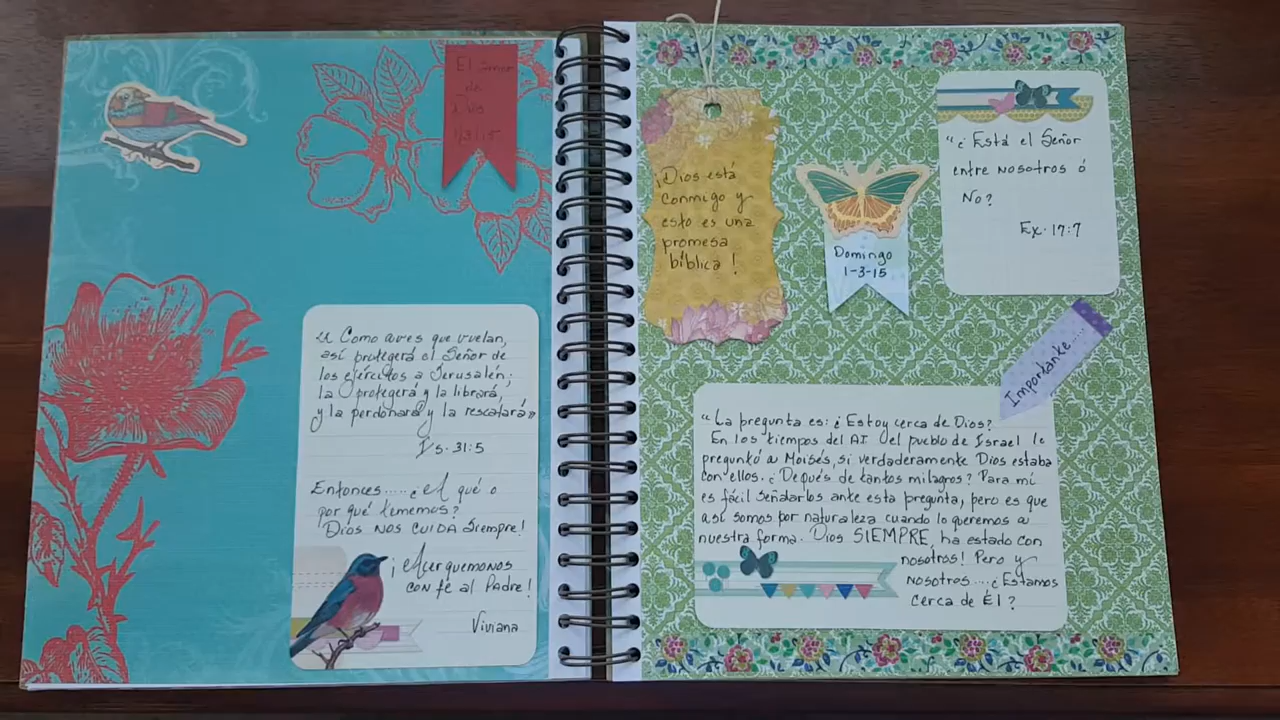 El Señor
de
Dios
1/3/15
“ Como aves que vuelan,
así protegerá el Señor de
los ejércitos a Jerusalén;
la protegerá y la librará,
y la perdonará y la rescatará”
Is. 31:5
Entonces.....¿A qué o
por qué tememos?
Dios NOS CUIDA Siempre!
¡Acerquemonos
con fe al Padre!
Viviana
¡Dios está
conmigo y
esto es una
promesa
bíblica!
Domingo
1-3-15
“¿Está el Señor
entre nosotros ó
No?
Ex. 17:7
Importante.....
“La pregunta es: ¿Estoy cerca de Dios?
En los tiempos del AT el pueblo de Israel le
preguntó a Moisés, si verdaderamente Dios estaba
con ellos. ¿Depués de tantos milagros? Para mí
es fácil señalarlos ante esta pregunta, pero es que
así somos por naturaleza cuando lo queremos a
nuestra forma. Dios SIEMPRE, ha estado con
nosotros! Pero y
nosotros....¿Estamos
cerca de Él?